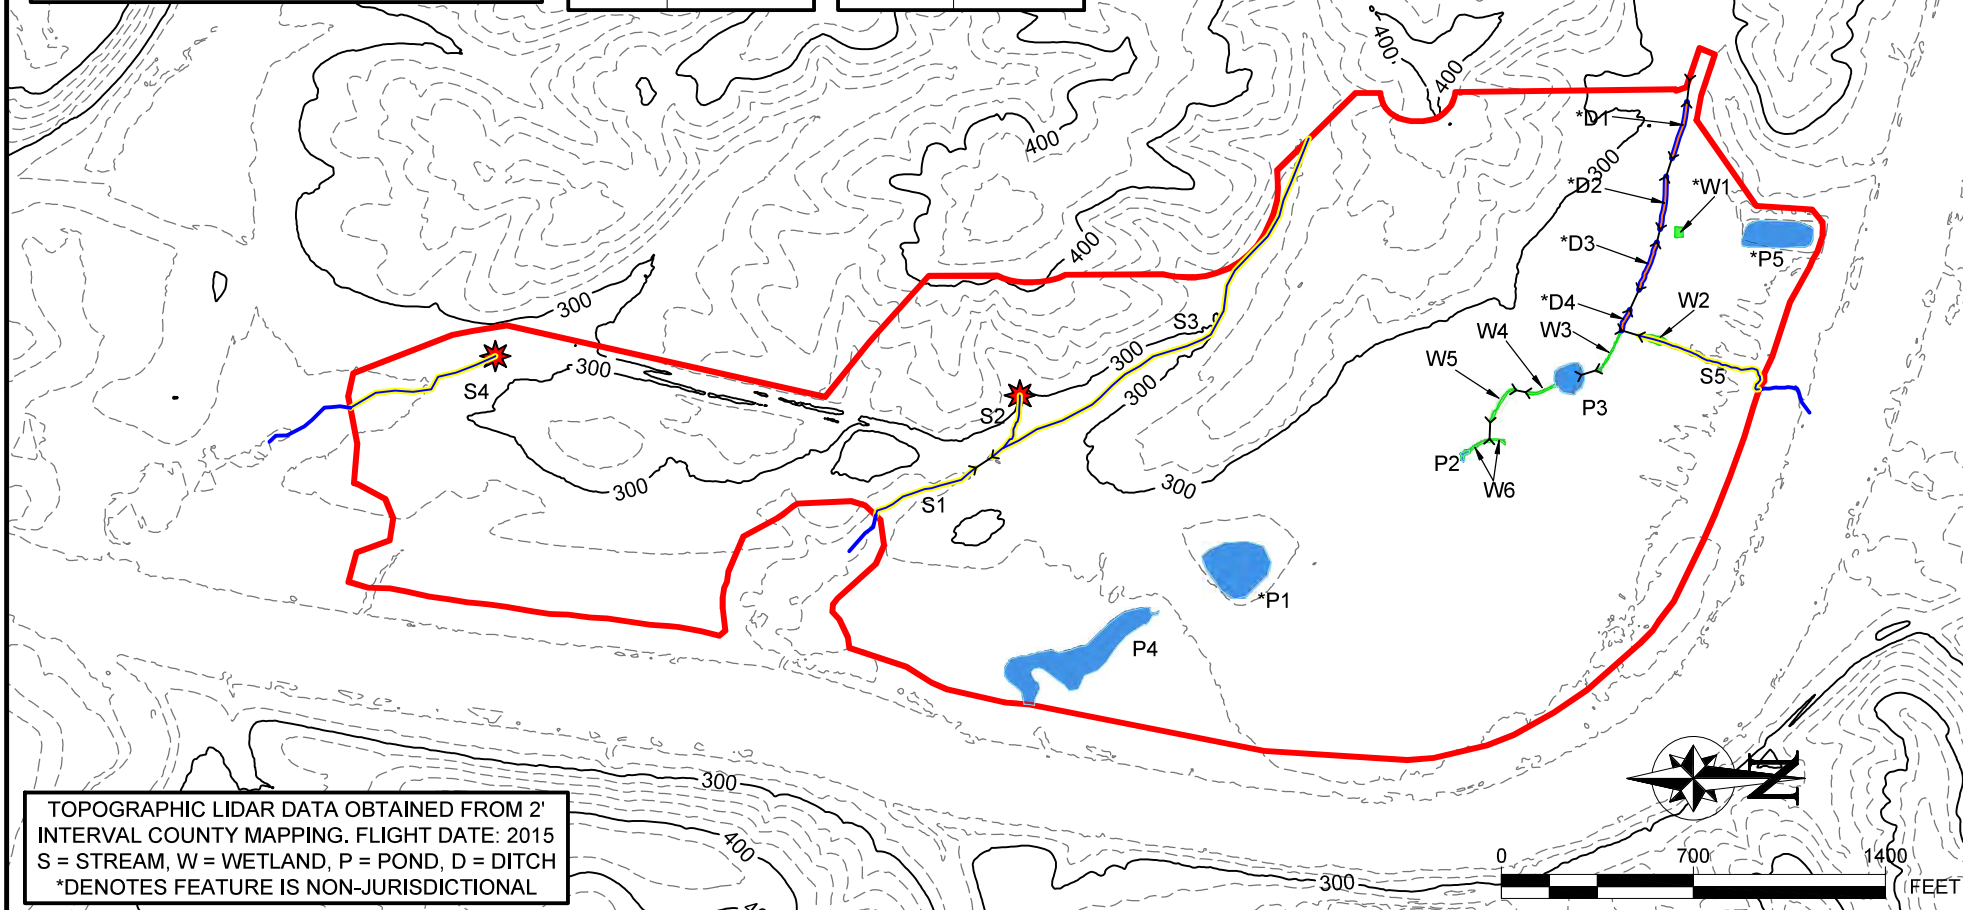 400
400
400
400
*D1
300
*D2
*W1
*D3
*P5
300
*D4
W2
S3
W3
W4
300
300
W5
S5
S4
300
S2
P3
300
P2
300
300
W6
S1
*P1
P4
300
N
TOPOGRAPHIC LIDAR DATA OBTAINED FROM 2'
INTERVAL COUNTY MAPPING. FLIGHT DATE: 2015
S = STREAM, W = WETLAND, P = POND, D = DITCH
*DENOTES FEATURE IS NON-JURISDICTIONAL
400
300
0 700 1400
FEET